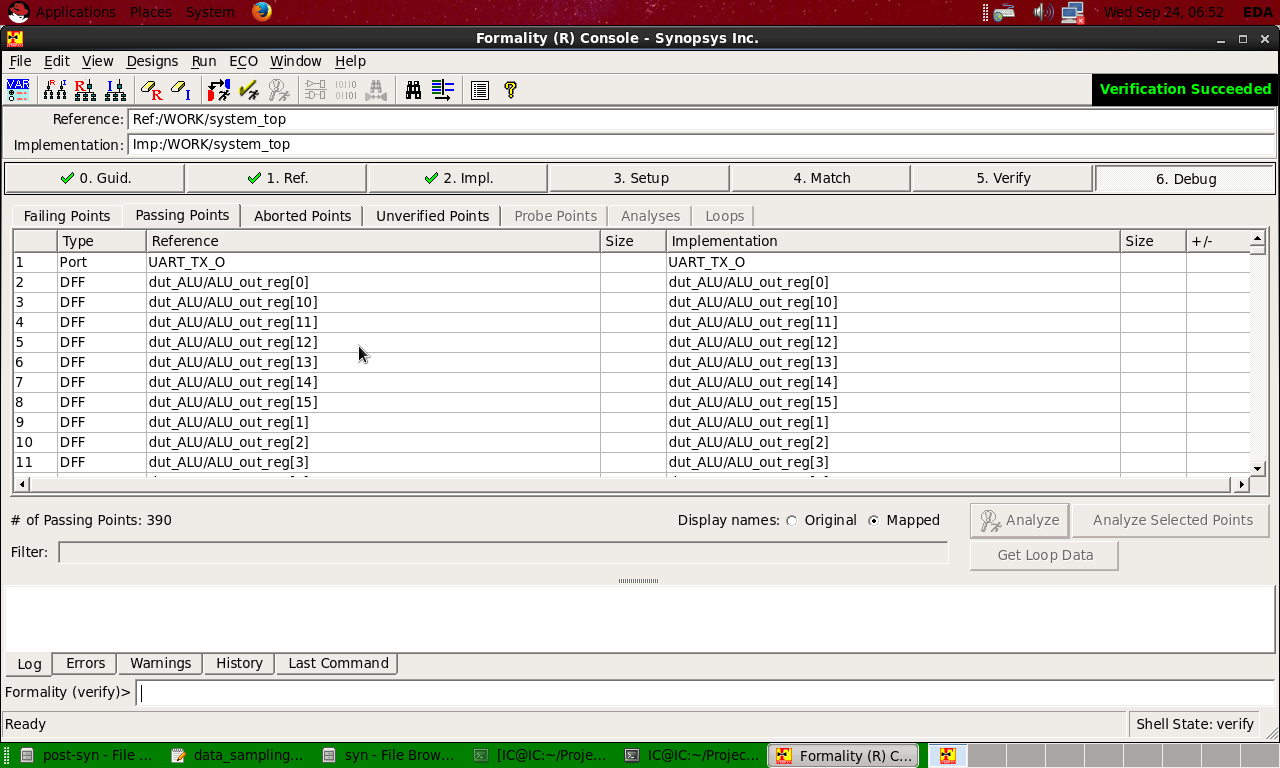 Applications Places System Wed Sep 24, 06:52 EDA
Formality (R) Console - Synopsys Inc.
File Edit View Designs Run ECO Window Help
Verification Succeeded
Reference: Ref:/WORK/system_top
Implementation: Imp:/WORK/system_top
0. Guid. 1. Ref. 2. Impl. 3. Setup 4. Match 5. Verify 6. Debug
Failing Points Passing Points Aborted Points Unverified Points Probe Points Analyses Loops
Type Reference Size Implementation Size +/-
1 Port UART_TX_O UART_TX_O
2 DFF dut_ALU/ALU_out_reg[0] dut_ALU/ALU_out_reg[0]
3 DFF dut_ALU/ALU_out_reg[10] dut_ALU/ALU_out_reg[10]
4 DFF dut_ALU/ALU_out_reg[11] dut_ALU/ALU_out_reg[11]
5 DFF dut_ALU/ALU_out_reg[12] dut_ALU/ALU_out_reg[12]
6 DFF dut_ALU/ALU_out_reg[13] dut_ALU/ALU_out_reg[13]
7 DFF dut_ALU/ALU_out_reg[14] dut_ALU/ALU_out_reg[14]
8 DFF dut_ALU/ALU_out_reg[15] dut_ALU/ALU_out_reg[15]
9 DFF dut_ALU/ALU_out_reg[1] dut_ALU/ALU_out_reg[1]
10 DFF dut_ALU/ALU_out_reg[2] dut_ALU/ALU_out_reg[2]
11 DFF dut_ALU/ALU_out_reg[3] dut_ALU/ALU_out_reg[3]
# of Passing Points: 390 Display names: Original Mapped Analyze Analyze Selected Points
Filter: Get Loop Data
Log Errors Warnings History Last Command
Formality (verify)>
Ready Shell State: verify
post-syn - File ... data_sampling... syn - File Brow... [IC@IC:~/Proje... IC@IC:~/Projec... Formality (R) C...